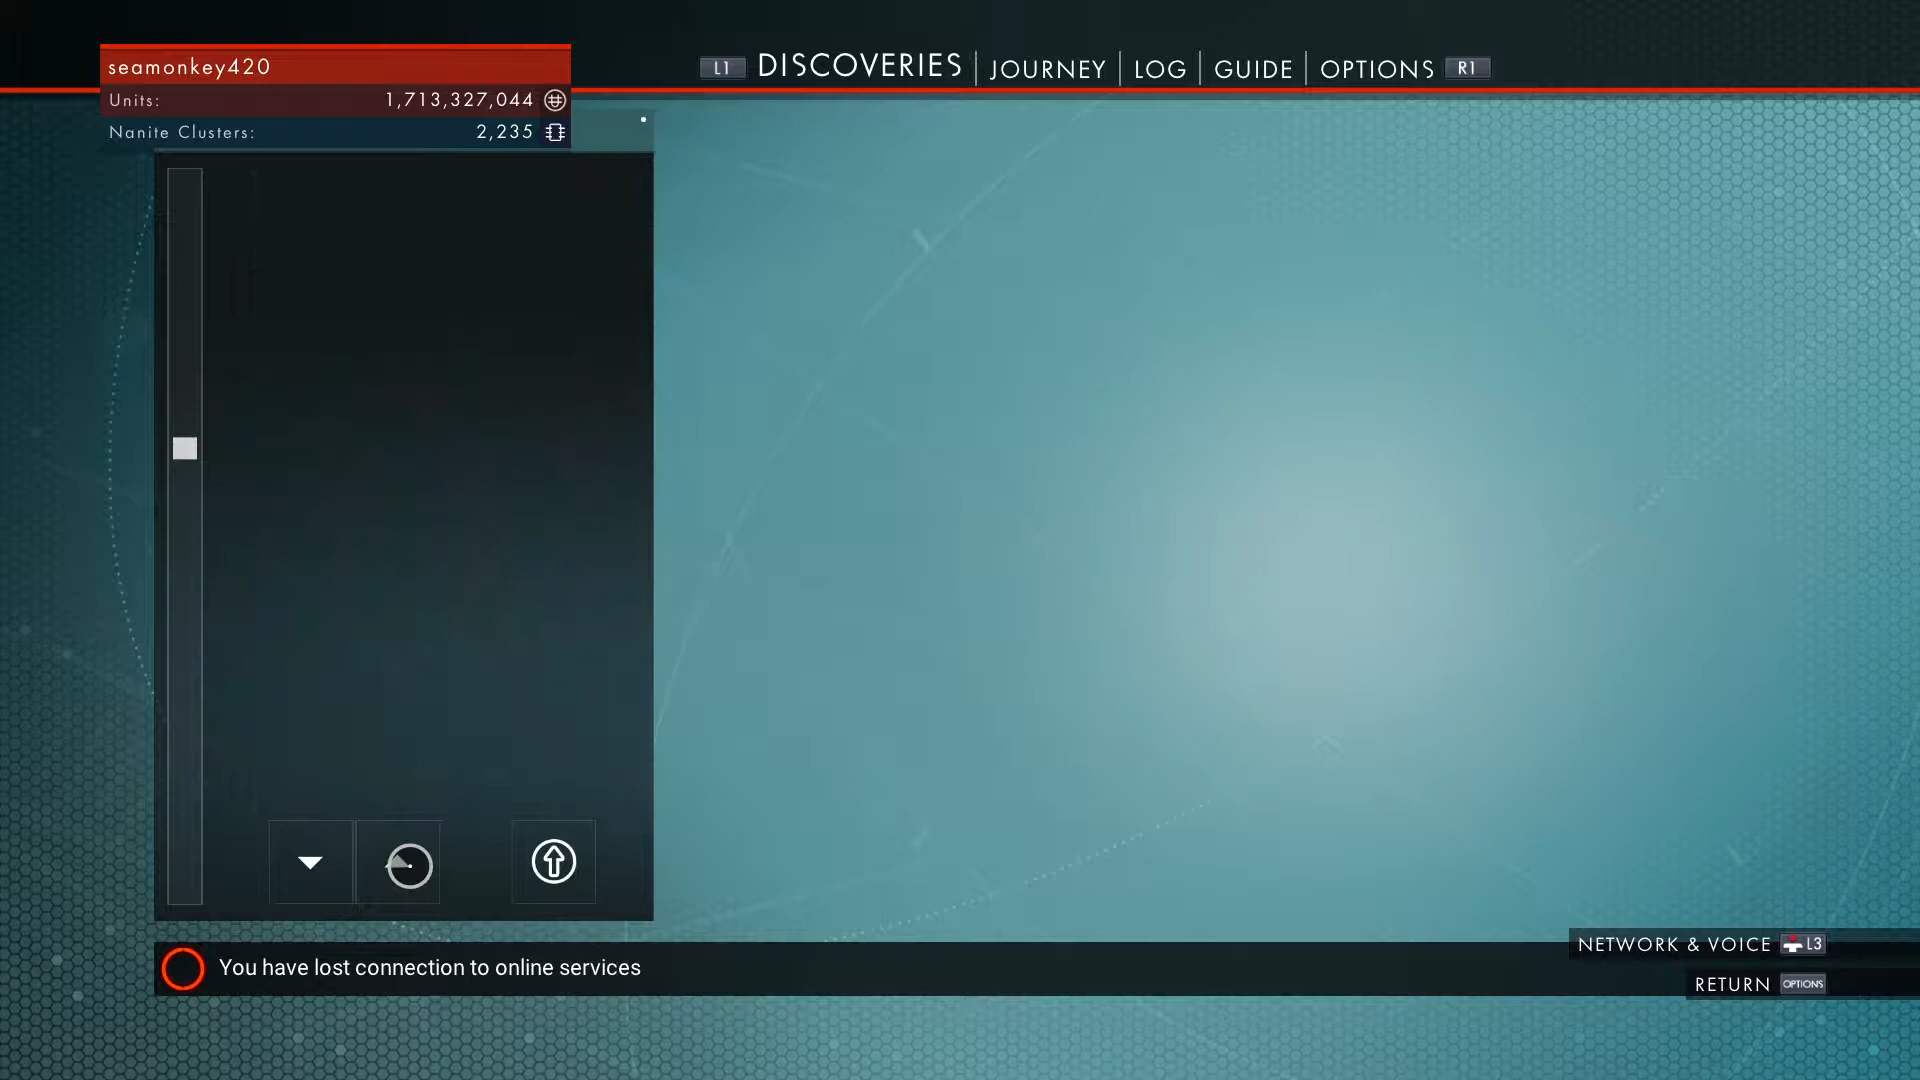 seamonkey420
Units: 1,713,327,044
Nanite Clusters: 2,235
L1 DISCOVERIES JOURNEY LOG GUIDE OPTIONS R1
You have lost connection to online services
NETWORK & VOICE L3
RETURN OPTIONS